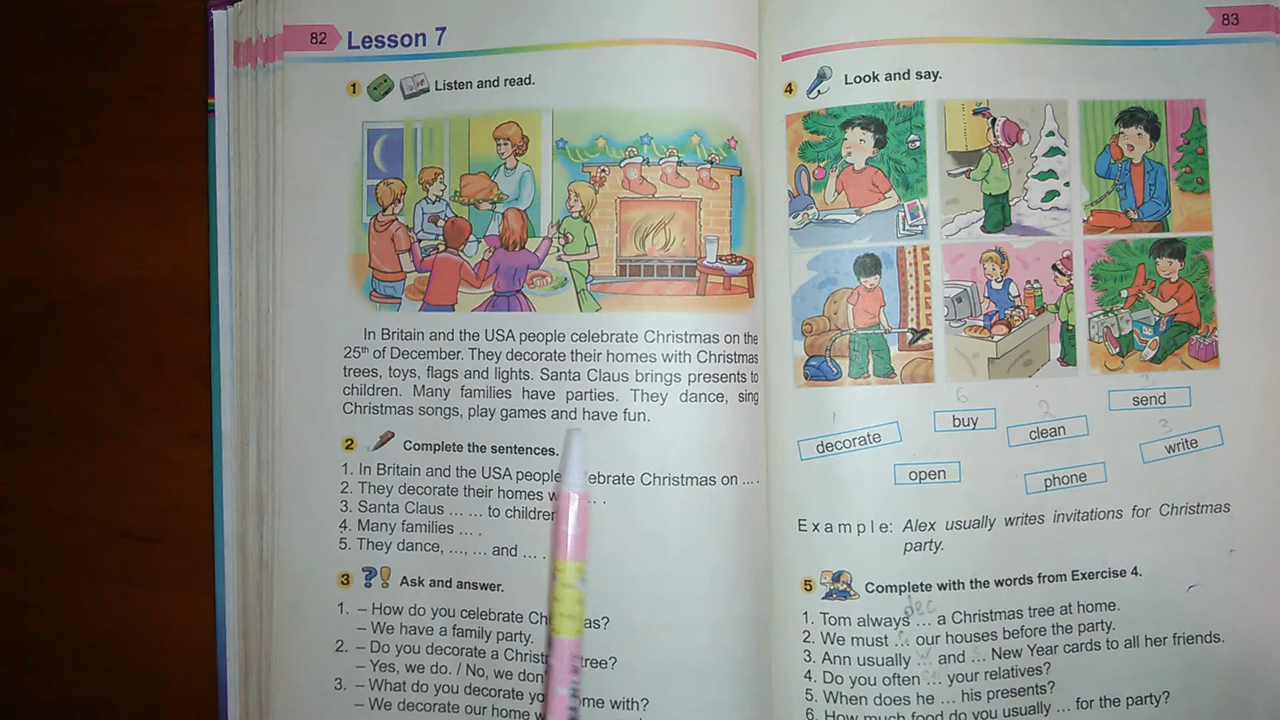 82 Lesson 7
1 Listen and read.
In Britain and the USA people celebrate Christmas on the
25th of December. They decorate their homes with Christmas
trees, toys, flags and lights. Santa Claus brings presents to
children. Many families have parties. They dance, sing
Christmas songs, play games and have fun.
2 Complete the sentences.
1. In Britain and the USA people celebrate Christmas on ... .
2. They decorate their homes ... .
3. Santa Claus ... ... to children
4. Many families ... .
5. They dance, ..., ... and ... .
3 Ask and answer.
1. – How do you celebrate Christmas?
– We have a family party.
2. – Do you decorate a Christmas tree?
– Yes, we do. / No, we don
3. – What do you decorate your home with?
– We decorate our home
83
4 Look and say.
send
buy
clean
decorate
write
open
phone
Example: Alex usually writes invitations for Christmas
party.
5 Complete with the words from Exercise 4.
dec
1. Tom always ... a Christmas tree at home.
2. We must ... our houses before the party.
3. Ann usually ... and ... New Year cards to all her friends.
4. Do you often ... your relatives?
5. When does he ... his presents?
6. How much food do you usually ... for the party?